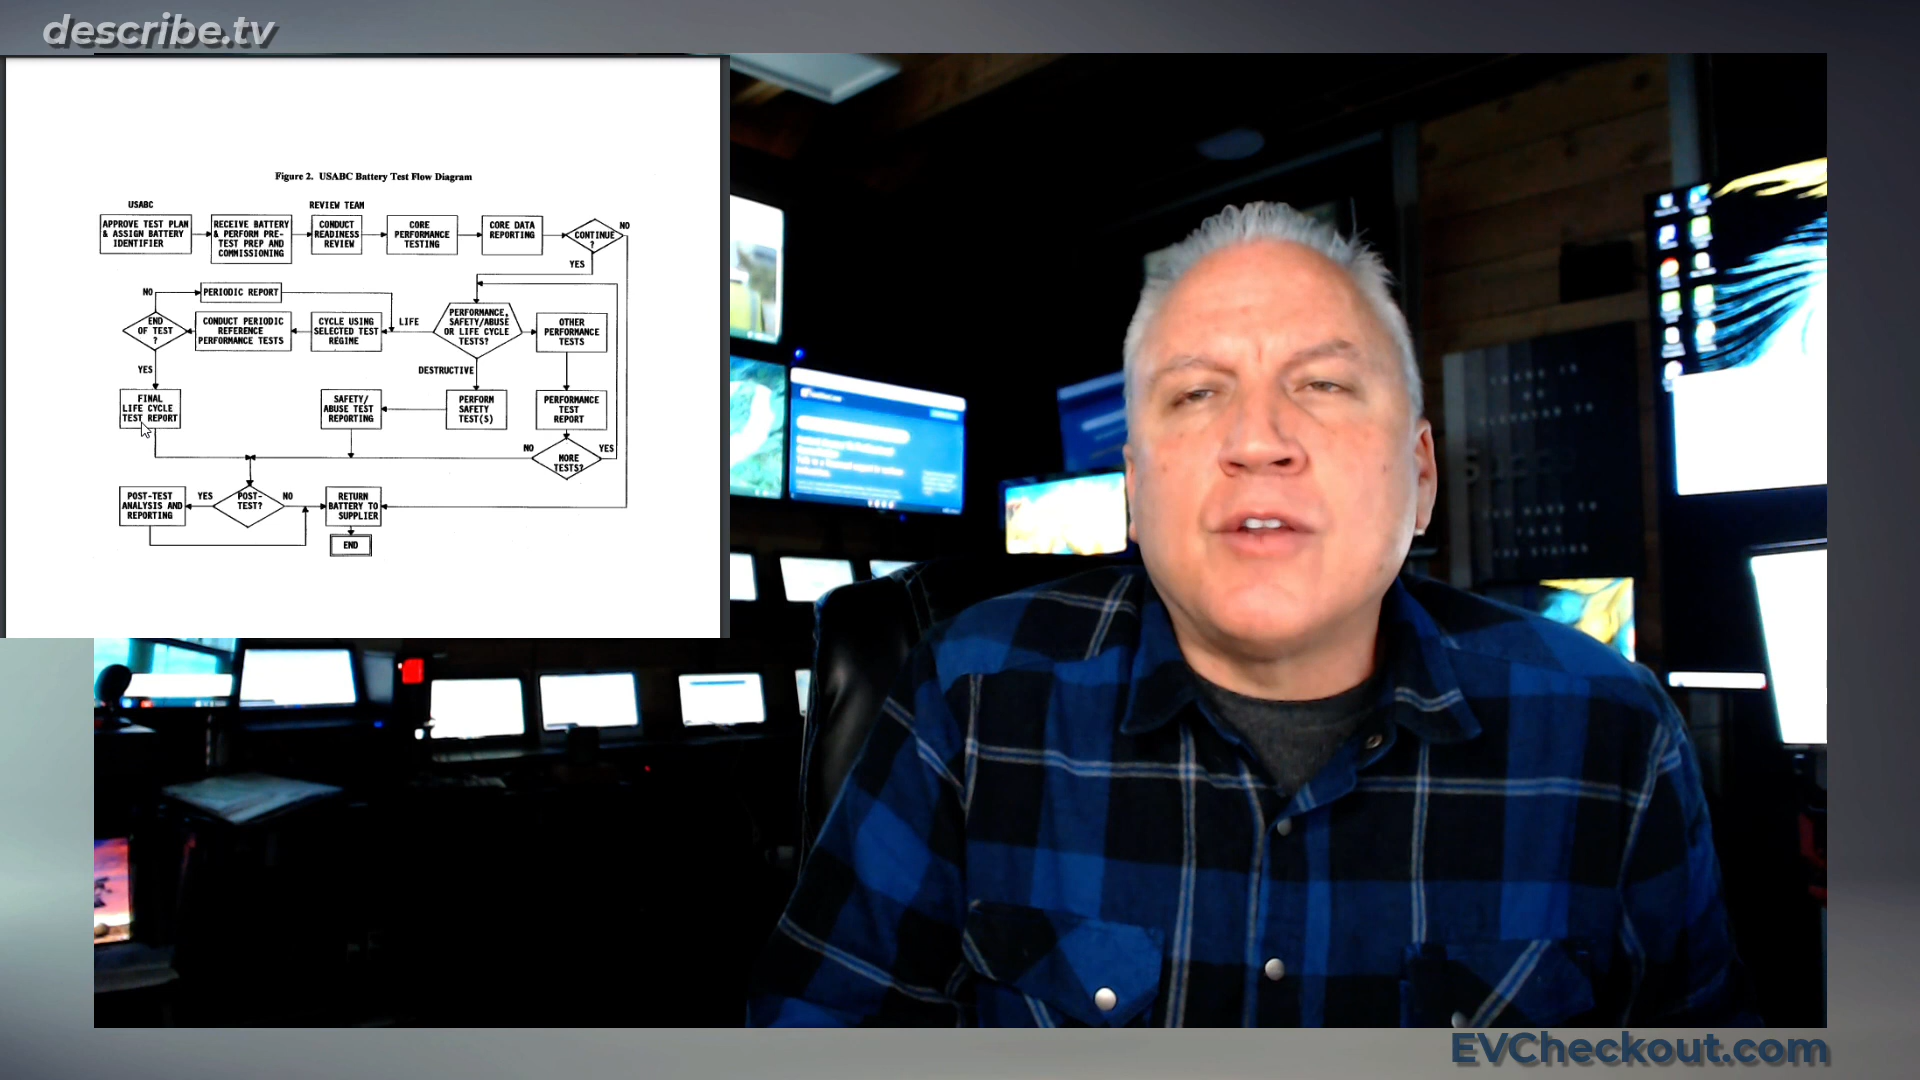 describe.tv
Figure 2. USABC Battery Test Flow Diagram
USABC
REVIEW TEAM
APPROVE TEST PLAN
& ASSIGN BATTERY
IDENTIFIER
RECEIVE BATTERY
& PERFORM PRE-
TEST PREP AND
COMMISSIONING
CONDUCT
READINESS
REVIEW
CORE
PERFORMANCE
TESTING
CORE DATA
REPORTING
CONTINUE
?
NO
YES
NO
PERIODIC REPORT
END
OF TEST
?
CONDUCT PERIODIC
REFERENCE
PERFORMANCE TESTS
CYCLE USING
SELECTED TEST
REGIME
LIFE
PERFORMANCE,
SAFETY/ABUSE
OR LIFE CYCLE
TESTS?
OTHER
PERFORMANCE
TESTS
YES
DESTRUCTIVE
FINAL
LIFE CYCLE
TEST REPORT
SAFETY/
ABUSE TEST
REPORTING
PERFORM
SAFETY
TEST(S)
PERFORMANCE
TEST
REPORT
NO
MORE
TESTS?
YES
POST-TEST
ANALYSIS AND
REPORTING
YES
POST-
TEST?
NO
RETURN
BATTERY TO
SUPPLIER
END
EVCheckout.com